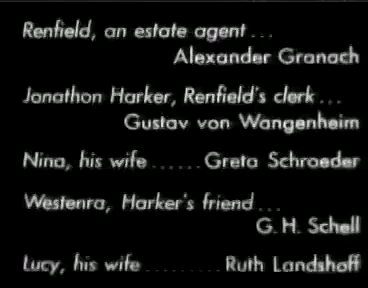 Renfield, an estate agent...
Alexander Granach
Jonathon Harker, Renfield's clerk...
Gustav von Wangenheim
Nina, his wife......Greta Schroeder
Westenra, Harker's friend...
G. H. Schell
Lucy, his wife.........Ruth Landshoff